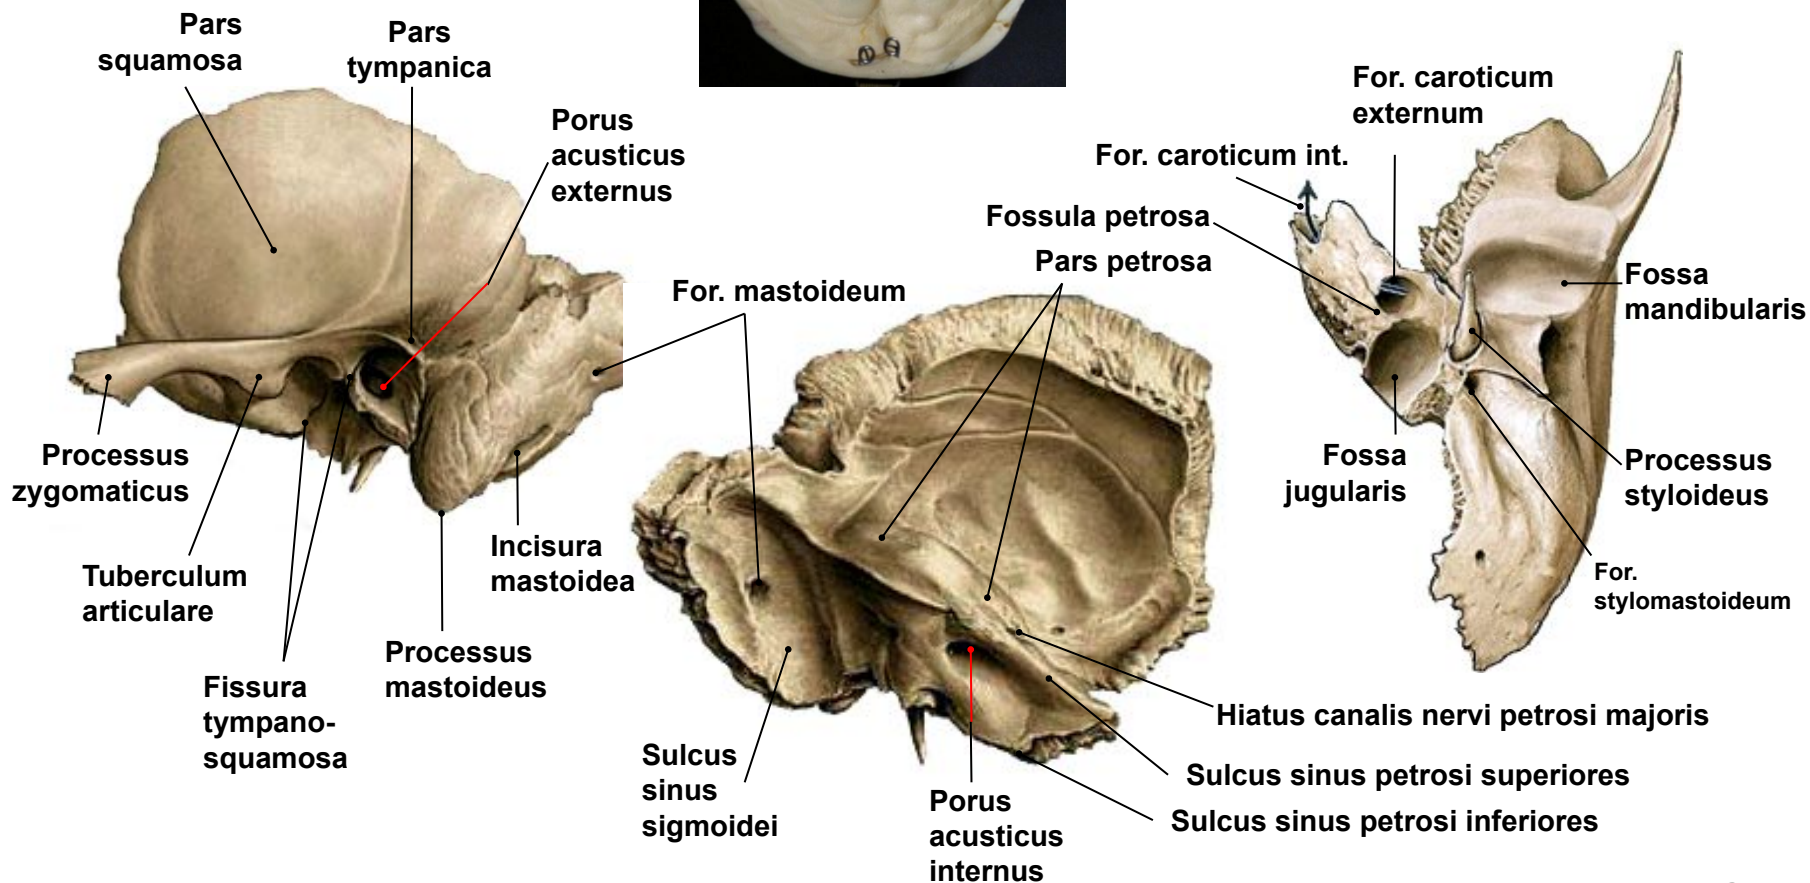 Pars
squamosa
Pars
tympanica
Porus
acusticus
externus
For. mastoideum
Processus
zygomaticus
Tuberculum
articulare
Fissura
tympano-
squamosa
Processus
mastoideus
Incisura
mastoidea
For. caroticum
externum
For. caroticum int.
Fossula petrosa
Pars petrosa
Fossa
mandibularis
Fossa
jugularis
Processus
styloideus
For.
stylomastoideum
Hiatus canalis nervi petrosi majoris
Sulcus sinus petrosi superiores
Sulcus sinus petrosi inferiores
Sulcus
sinus
sigmoidei
Porus
acusticus
internus